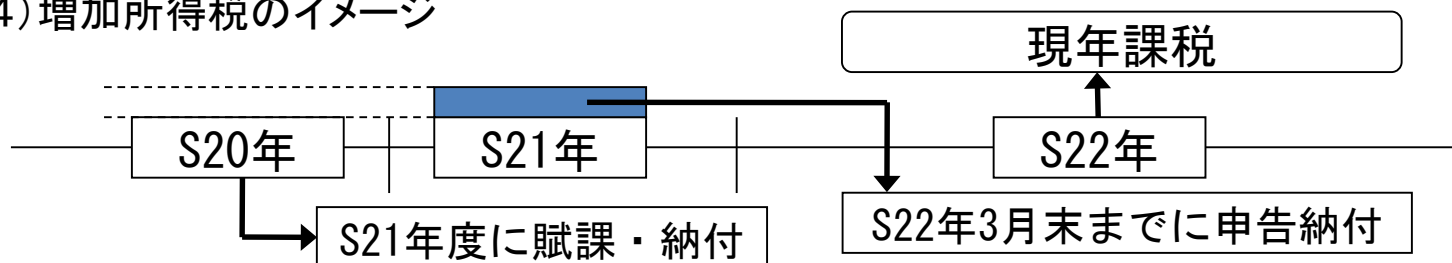 4）増加所得税のイメージ
現年課税
S20年
S21年
S22年
S21年度に賦課・納付
S22年3月末までに申告納付